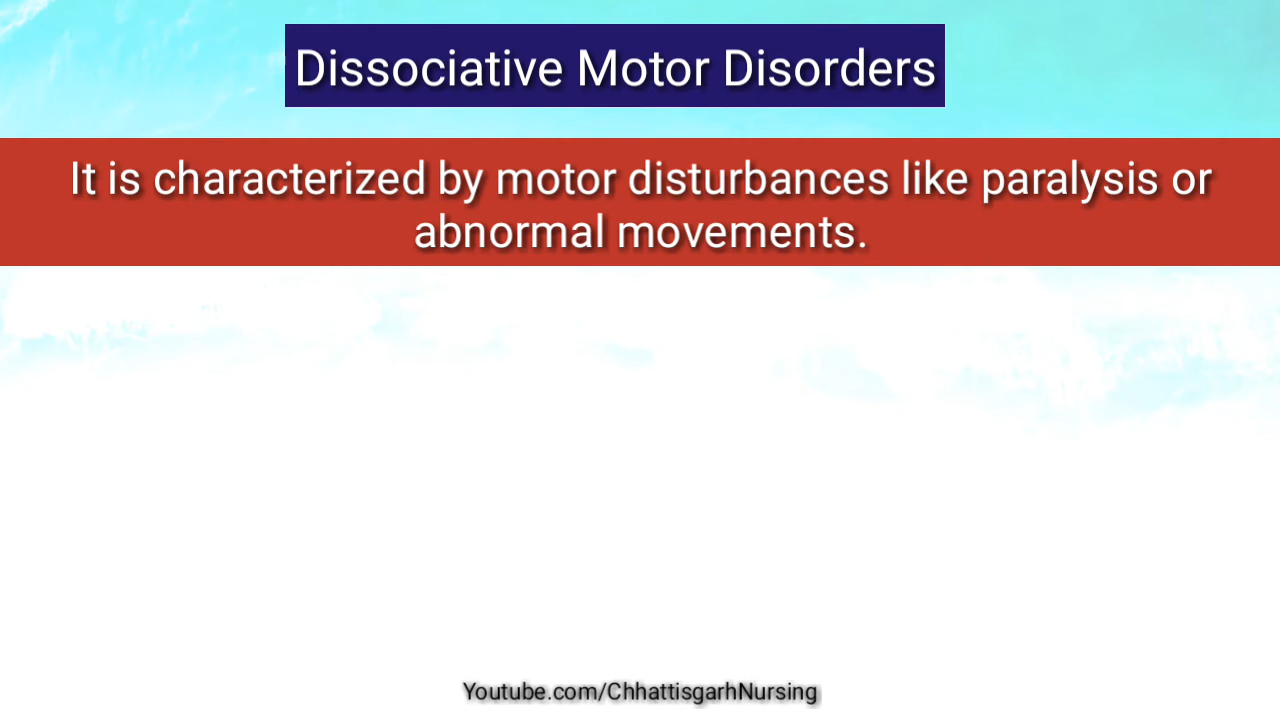 Dissociative Motor Disorders
It is characterized by motor disturbances like paralysis or
abnormal movements.
Youtube.com/ChhattisgarhNursing